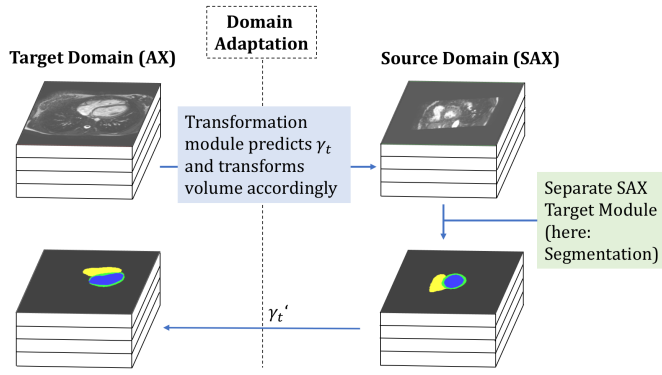 Domain
Adaptation
Target Domain (AX)
Source Domain (SAX)
Transformation
module predicts γₜ
and transforms
volume accordingly
Separate SAX
Target Module
(here:
Segmentation)
γₜ‘